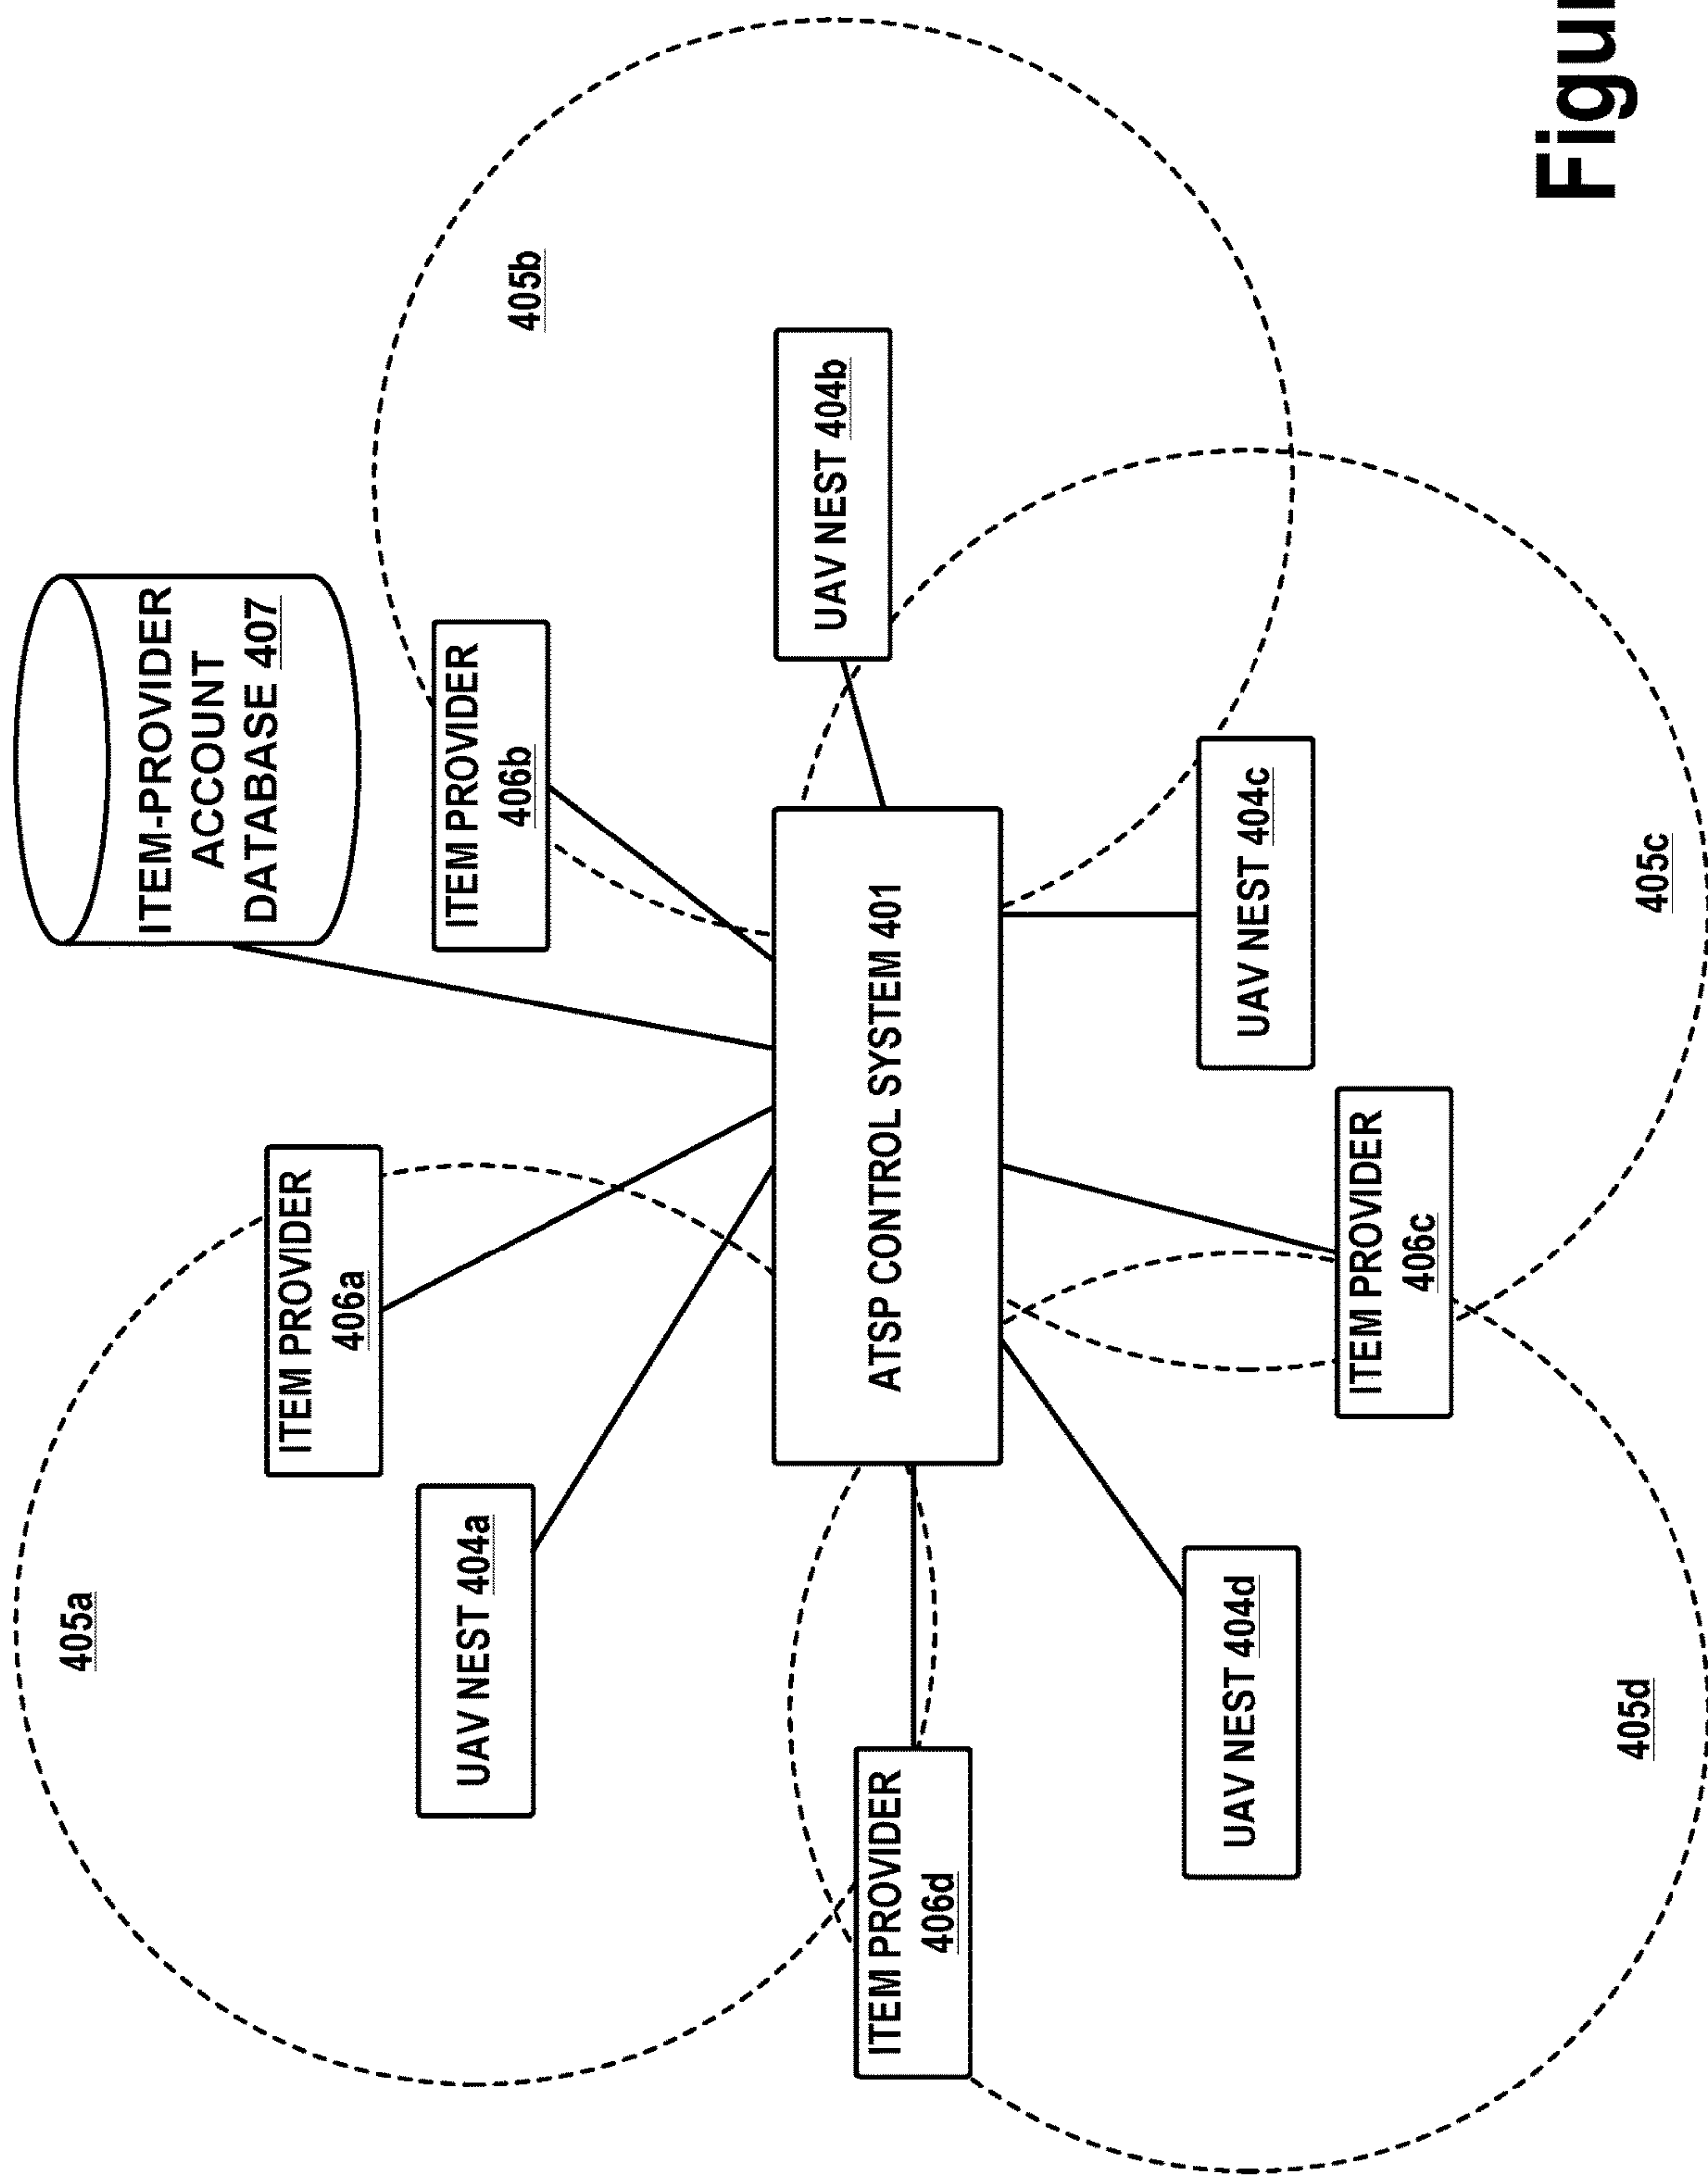 405a
ITEM-PROVIDER
ACCOUNT
DATABASE 407
ITEM PROVIDER
406a
ITEM PROVIDER
406b
405b
UAV NEST 404a
UAV NEST 404b
ATSP CONTROL SYSTEM 401
ITEM PROVIDER
406d
UAV NEST 404d
UAV NEST 404c
ITEM PROVIDER
406c
405d
405c
Figur